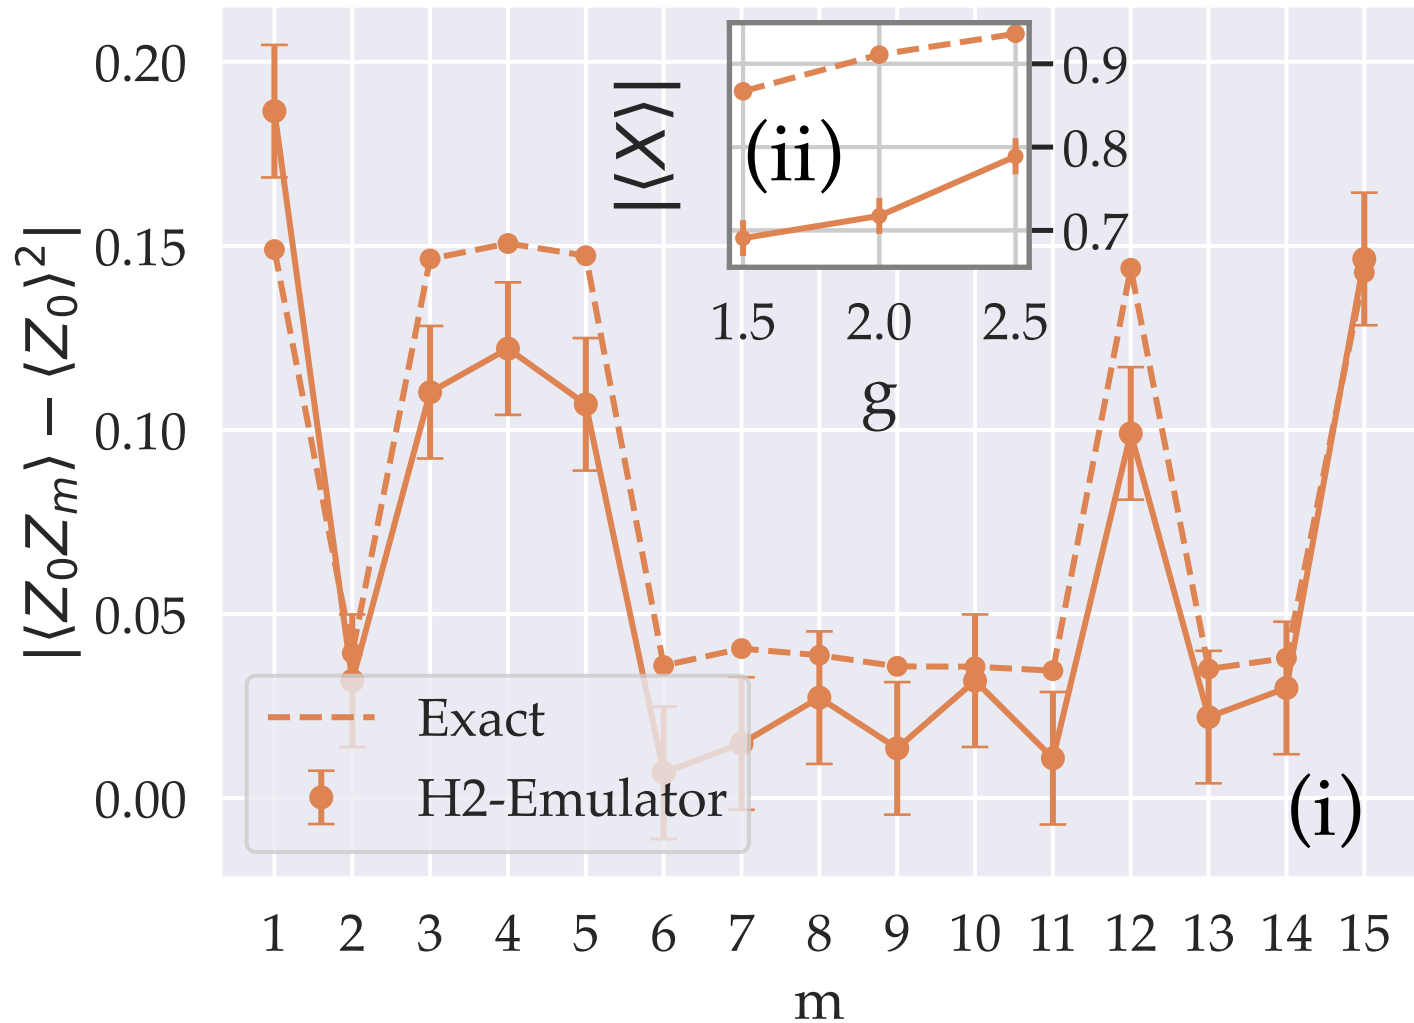 |⟨Z₀Zₘ⟩ − ⟨Z₀⟩²|
0.20
0.15
0.10
0.05
0.00
|⟨X⟩|
(ii)
0.9
0.8
0.7
1.5 2.0 2.5
g
Exact
H2-Emulator
(i)
1 2 3 4 5 6 7 8 9 10 11 12 13 14 15
m